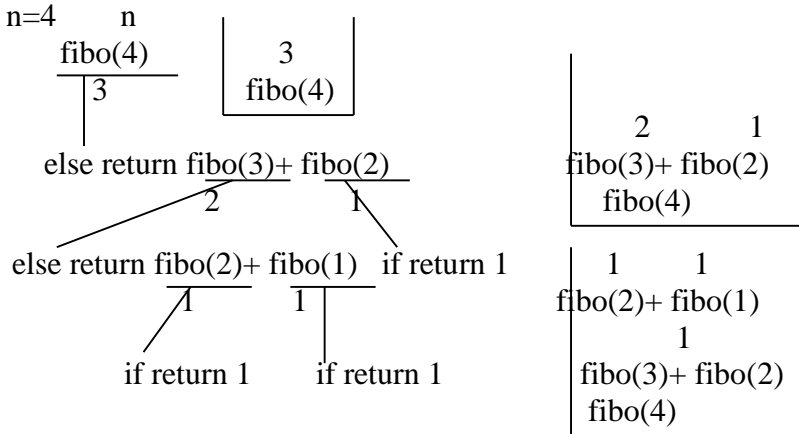 n=4 n
fibo(4)
3
else return fibo(3)+ fibo(2)
2 1
else return fibo(2)+ fibo(1) if return 1
1 1
if return 1 if return 1
3
fibo(4)
2 1
fibo(3)+ fibo(2)
fibo(4)
1 1
fibo(2)+ fibo(1)
1
fibo(3)+ fibo(2)
fibo(4)